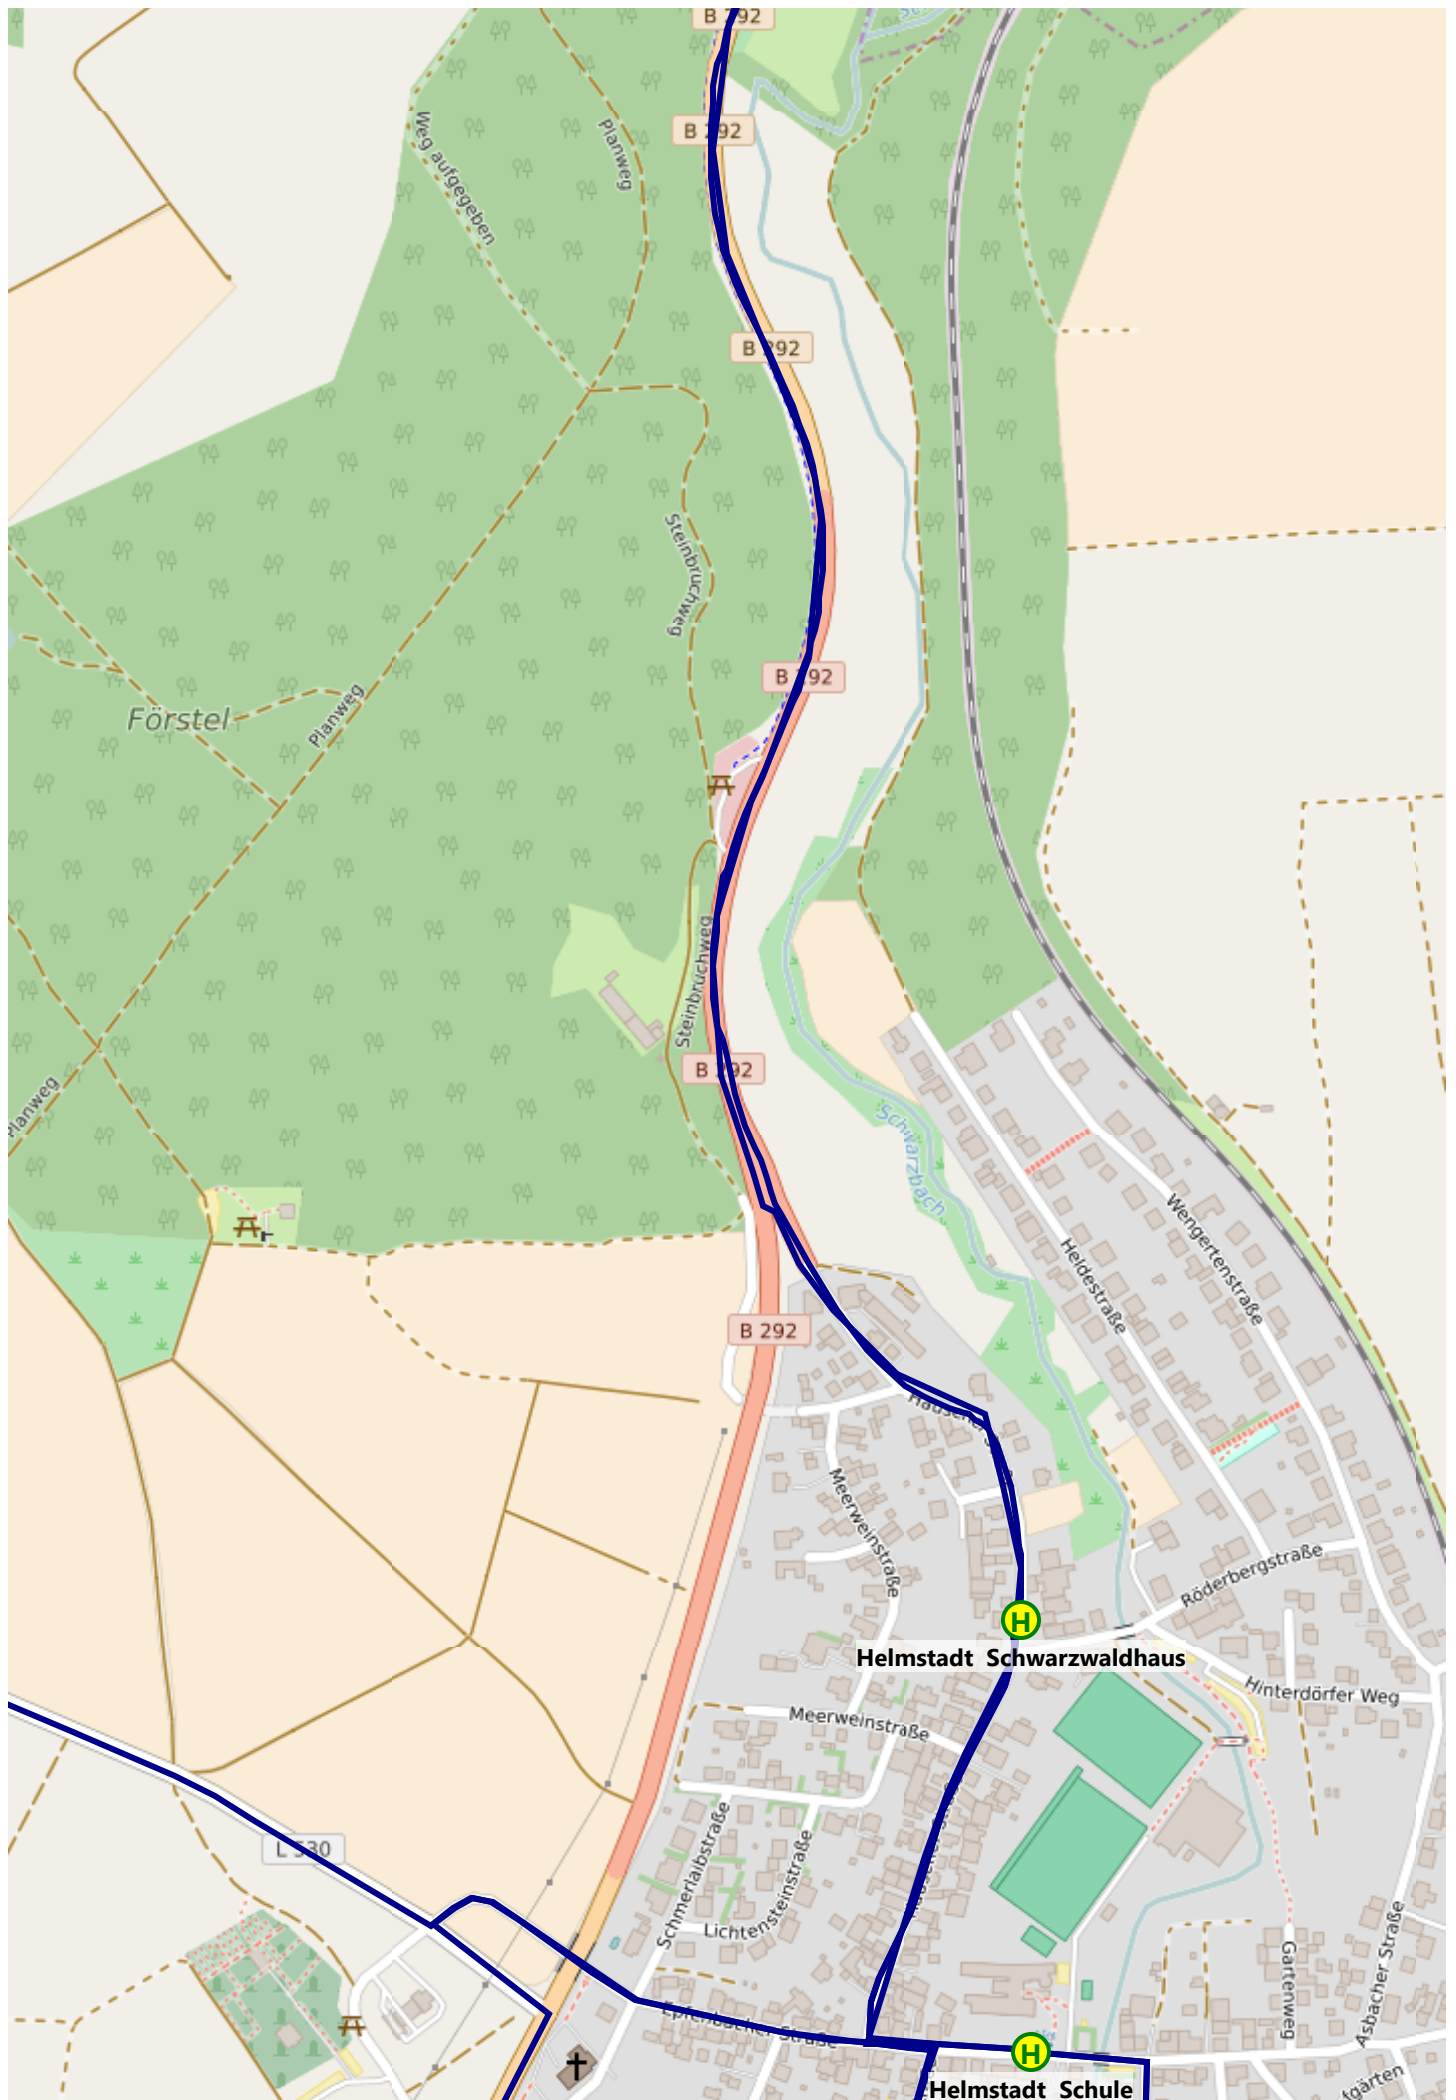 B 292
B 292
Weg aufgegeben
Planweg
B 292
Steinbruchweg
B 292
Förstel
Planweg
Steinbruchweg
B 292
Planweg
Schwarzbach
Wengertenstraße
Heidestraße
B 292
Meerweinstraße
Röderbergstraße
Helmstadt Schwarzwaldhaus
Hinterdörfer Weg
Meerweinstraße
Schmerlaibstraße
Lichtensteinstraße
L 530
Epfenbacher Straße
Gartenweg
Asbacher Straße
Helmstadt Schule